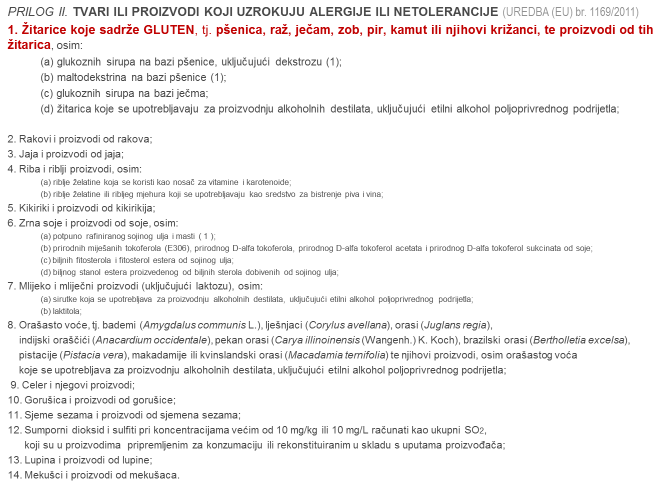 PRILOG II. TVARI ILI PROIZVODI KOJI UZROKUJU ALERGIJE ILI NETOLERANCIJE (UREDBA (EU) br. 1169/2011)
1. Žitarice koje sadrže GLUTEN, tj. pšenica, raž, ječam, zob, pir, kamut ili njihovi križanci, te proizvodi od tih
žitarica, osim:
(a) glukoznih sirupa na bazi pšenice, uključujući dekstrozu (1);
(b) maltodekstrina na bazi pšenice (1);
(c) glukoznih sirupa na bazi ječma;
(d) žitarica koje se upotrebljavaju za proizvodnju alkoholnih destilata, uključujući etilni alkohol poljoprivrednog podrijetla;
2. Rakovi i proizvodi od rakova;
3. Jaja i proizvodi od jaja;
4. Riba i riblji proizvodi, osim:
(a) riblje želatine koja se koristi kao nosač za vitamine i karotenoide;
(b) riblje želatine ili ribljeg mjehura koji se upotrebljavaju kao sredstvo za bistrenje piva i vina;
5. Kikiriki i proizvodi od kikirikija;
6. Zrna soje i proizvodi od soje, osim:
(a) potpuno rafiniranog sojinog ulja i masti ( 1 );
(b) prirodnih miješanih tokoferola (E306), prirodnog D-alfa tokoferola, prirodnog D-alfa tokoferol acetata i prirodnog D-alfa tokoferol sukcinata od soje;
(c) biljnih fitosterola i fitosterol estera od sojinog ulja;
(d) biljnog stanol estera proizvedenog od biljnih sterola dobivenih od sojinog ulja;
7. Mlijeko i mliječni proizvodi (uključujući laktozu), osim:
(a) sirutke koja se upotrebljava za proizvodnju alkoholnih destilata, uključujući etilni alkohol poljoprivrednog podrijetla;
(b) laktitola;
8. Orašasto voće, tj. bademi (Amygdalus communis L.), lješnjaci (Corylus avellana), orasi (Juglans regia),
indijski oraščići (Anacardium occidentale), pekan orasi (Carya illinoinensis (Wangenh.) K. Koch), brazilski orasi (Bertholletia excelsa),
pistacije (Pistacia vera), makadamije ili kvinslandski orasi (Macadamia ternifolia) te njihovi proizvodi, osim orašastog voća
koje se upotrebljava za proizvodnju alkoholnih destilata, uključujući etilni alkohol poljoprivrednog podrijetla;
9. Celer i njegovi proizvodi;
10. Gorušica i proizvodi od gorušice;
11. Sjeme sezama i proizvodi od sjemena sezama;
12. Sumporni dioksid i sulfiti pri koncentracijama većim od 10 mg/kg ili 10 mg/L računati kao ukupni SO2,
koji su u proizvodima pripremljenim za konzumaciju ili rekonstituiranim u skladu s uputama proizvođača;
13. Lupina i proizvodi od lupine;
14. Mekušci i proizvodi od mekušaca.